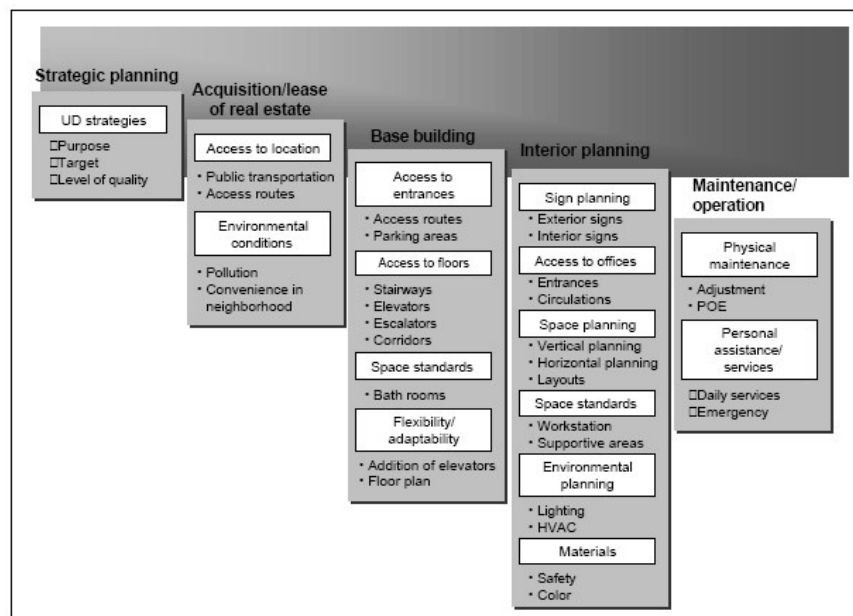 Strategic planning
UD strategies
□Purpose
□Target
□Level of quality
Acquisition/lease
of real estate
Access to location
• Public transportation
• Access routes
Environmental
conditions
• Pollution
• Convenience in
neighborhood
Base building
Access to
entrances
• Access routes
• Parking areas
Access to floors
• Stairways
• Elevators
• Escalators
• Corridors
Space standards
• Bath rooms
Flexibility/
adaptability
• Addition of elevators
• Floor plan
Interior planning
Sign planning
• Exterior signs
• Interior signs
Access to offices
• Entrances
• Circulations
Space planning
• Vertical planning
• Horizontal planning
• Layouts
Space standards
• Workstation
• Supportive areas
Environmental
planning
• Lighting
• HVAC
Materials
• Safety
• Color
Maintenance/
operation
Physical
maintenance
• Adjustment
• POE
Personal
assistance/
services
□Daily services
□Emergency